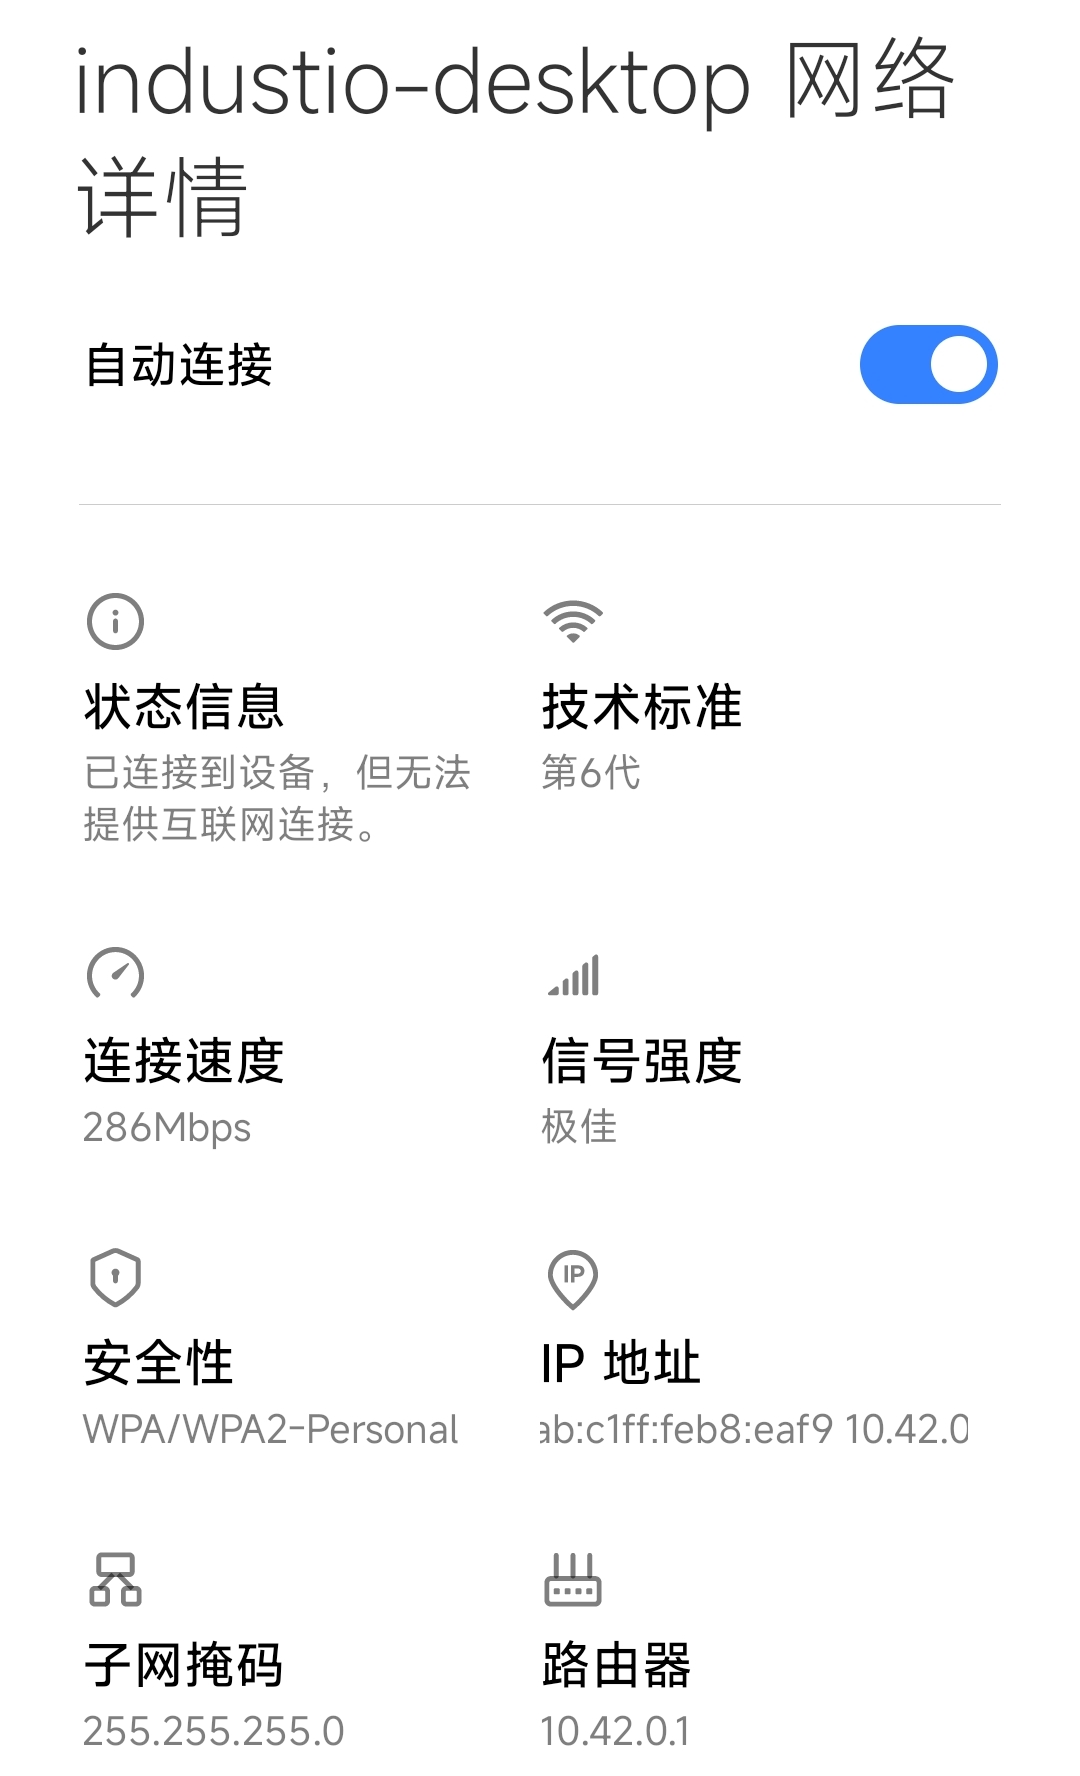 industio-desktop 网络
详情
自动连接
状态信息
已连接到设备，但无法
提供互联网连接。
技术标准
第6代
连接速度
286Mbps
信号强度
极佳
安全性
WPA/WPA2-Personal
IP
IP 地址
ab:c1ff:feb8:eaf9 10.42.0
子网掩码
255.255.255.0
路由器
10.42.0.1